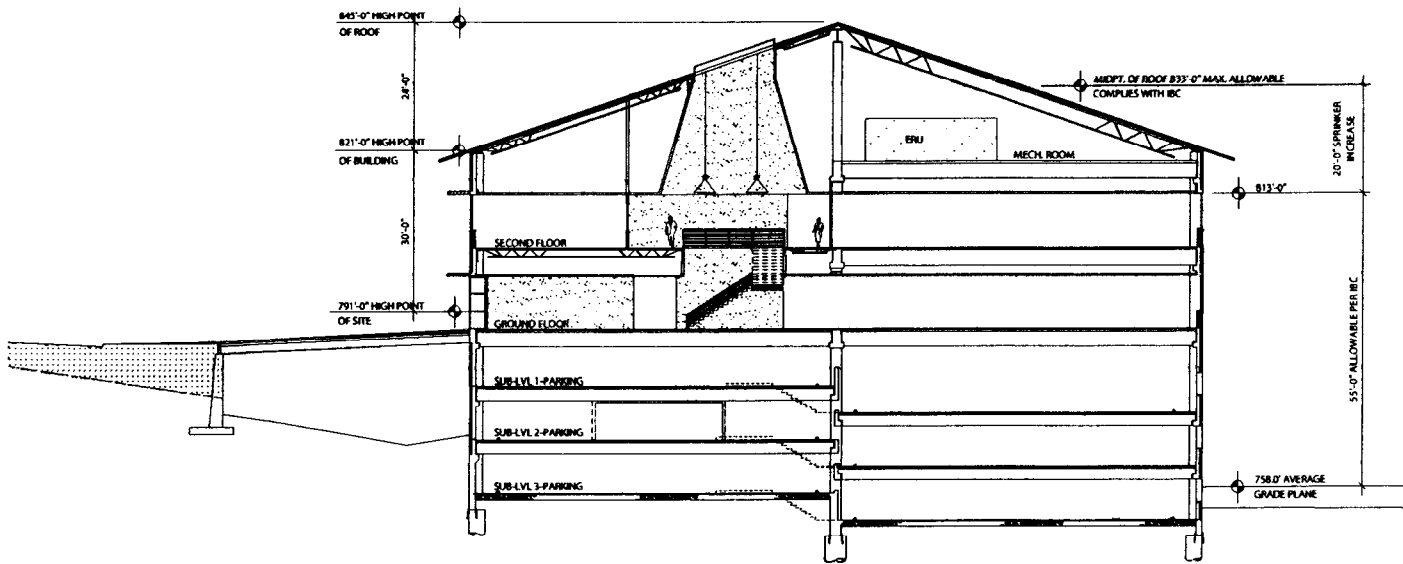 845'-0" HIGH POINT
OF ROOF
24'-0"
821'-0" HIGH POINT
OF BUILDING
30'-0"
791'-0" HIGH POINT
OF SITE
MIDPT. OF ROOF 833'-0" MAX. ALLOWABLE
COMPLIES WITH IBC
20'-0" SPRINKER
INCREASE
ERU
MECH. ROOM
813'-0"
SECOND FLOOR
GROUND FLOOR
55'-0" ALLOWABLE PER IBC
SUB-LVL 1-PARKING
SUB-LVL 2-PARKING
SUB-LVL 3-PARKING
758.0' AVERAGE
GRADE PLANE